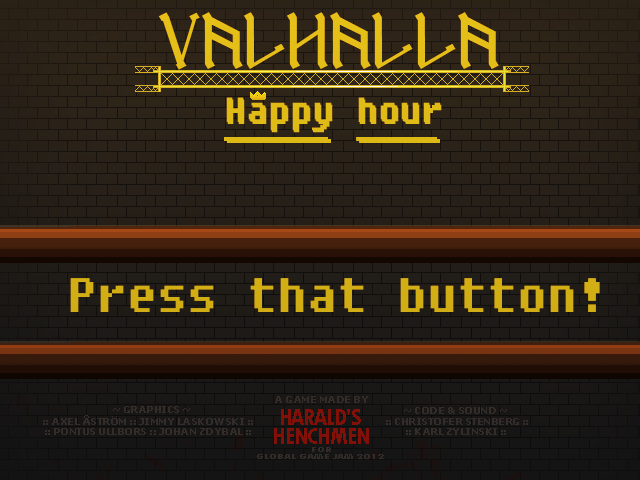 VALHALLA
Happy hour
Press that button!
A GAME MADE BY
HARALD'S
HENCHMEN
FOR
GLOBAL GAME JAM 2012
~ GRAPHICS ~
:: AXEL ÅSTRÖM :: JIMMY LASKOWSKI ::
:: PONTUS ULLBORS :: JOHAN ZDYBAL ::
~ CODE & SOUND ~
:: CHRISTOFER STENBERG ::
:: KARL ZYLINSKI ::